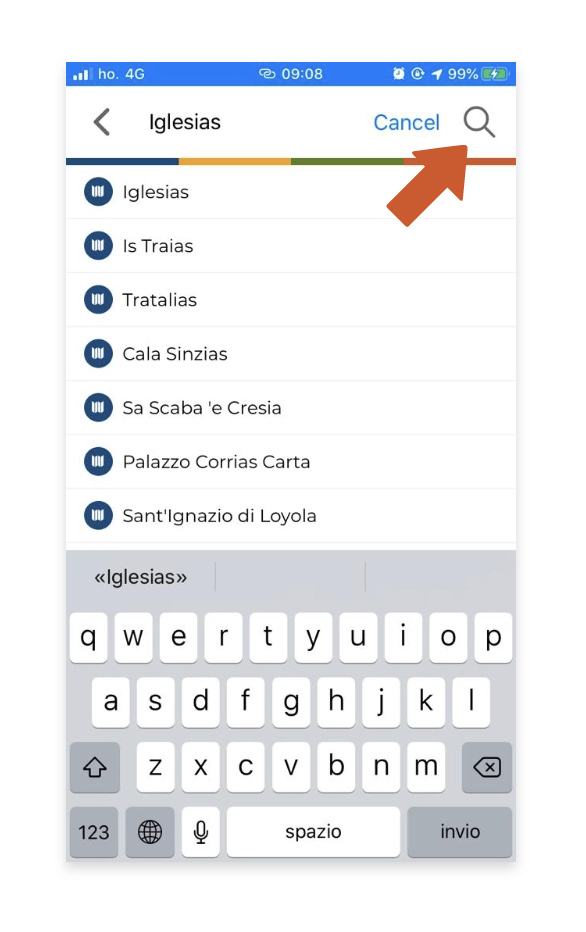 ho. 4G 09:08 99%
Iglesias Cancel
Iglesias
Is Traias
Tratalias
Cala Sinzias
Sa Scaba 'e Cresia
Palazzo Corrias Carta
Sant'Ignazio di Loyola
«Iglesias»
q w e r t y u i o p
a s d f g h j k l
z x c v b n m
123 spazio invio